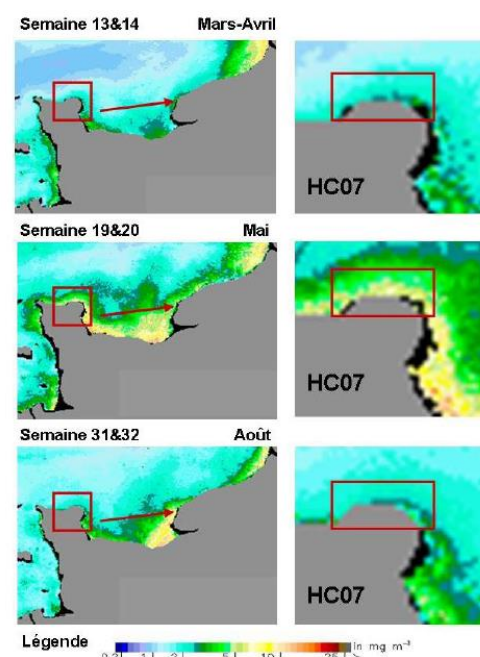 Semaine 13&14 Mars-Avril
HC07
Semaine 19&20 Mai
HC07
Semaine 31&32 Août
HC07
Légende
in mg m⁻³